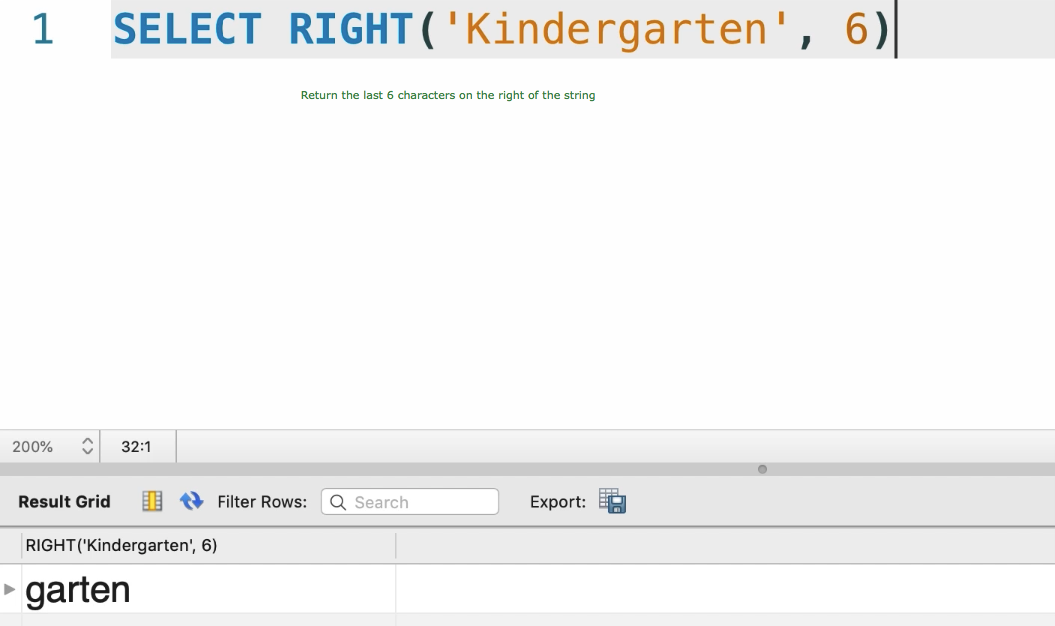 1 SELECT RIGHT('Kindergarten', 6)
Return the last 6 characters on the right of the string
200% 32:1
Result Grid Filter Rows: Search Export:
RIGHT('Kindergarten', 6)
garten